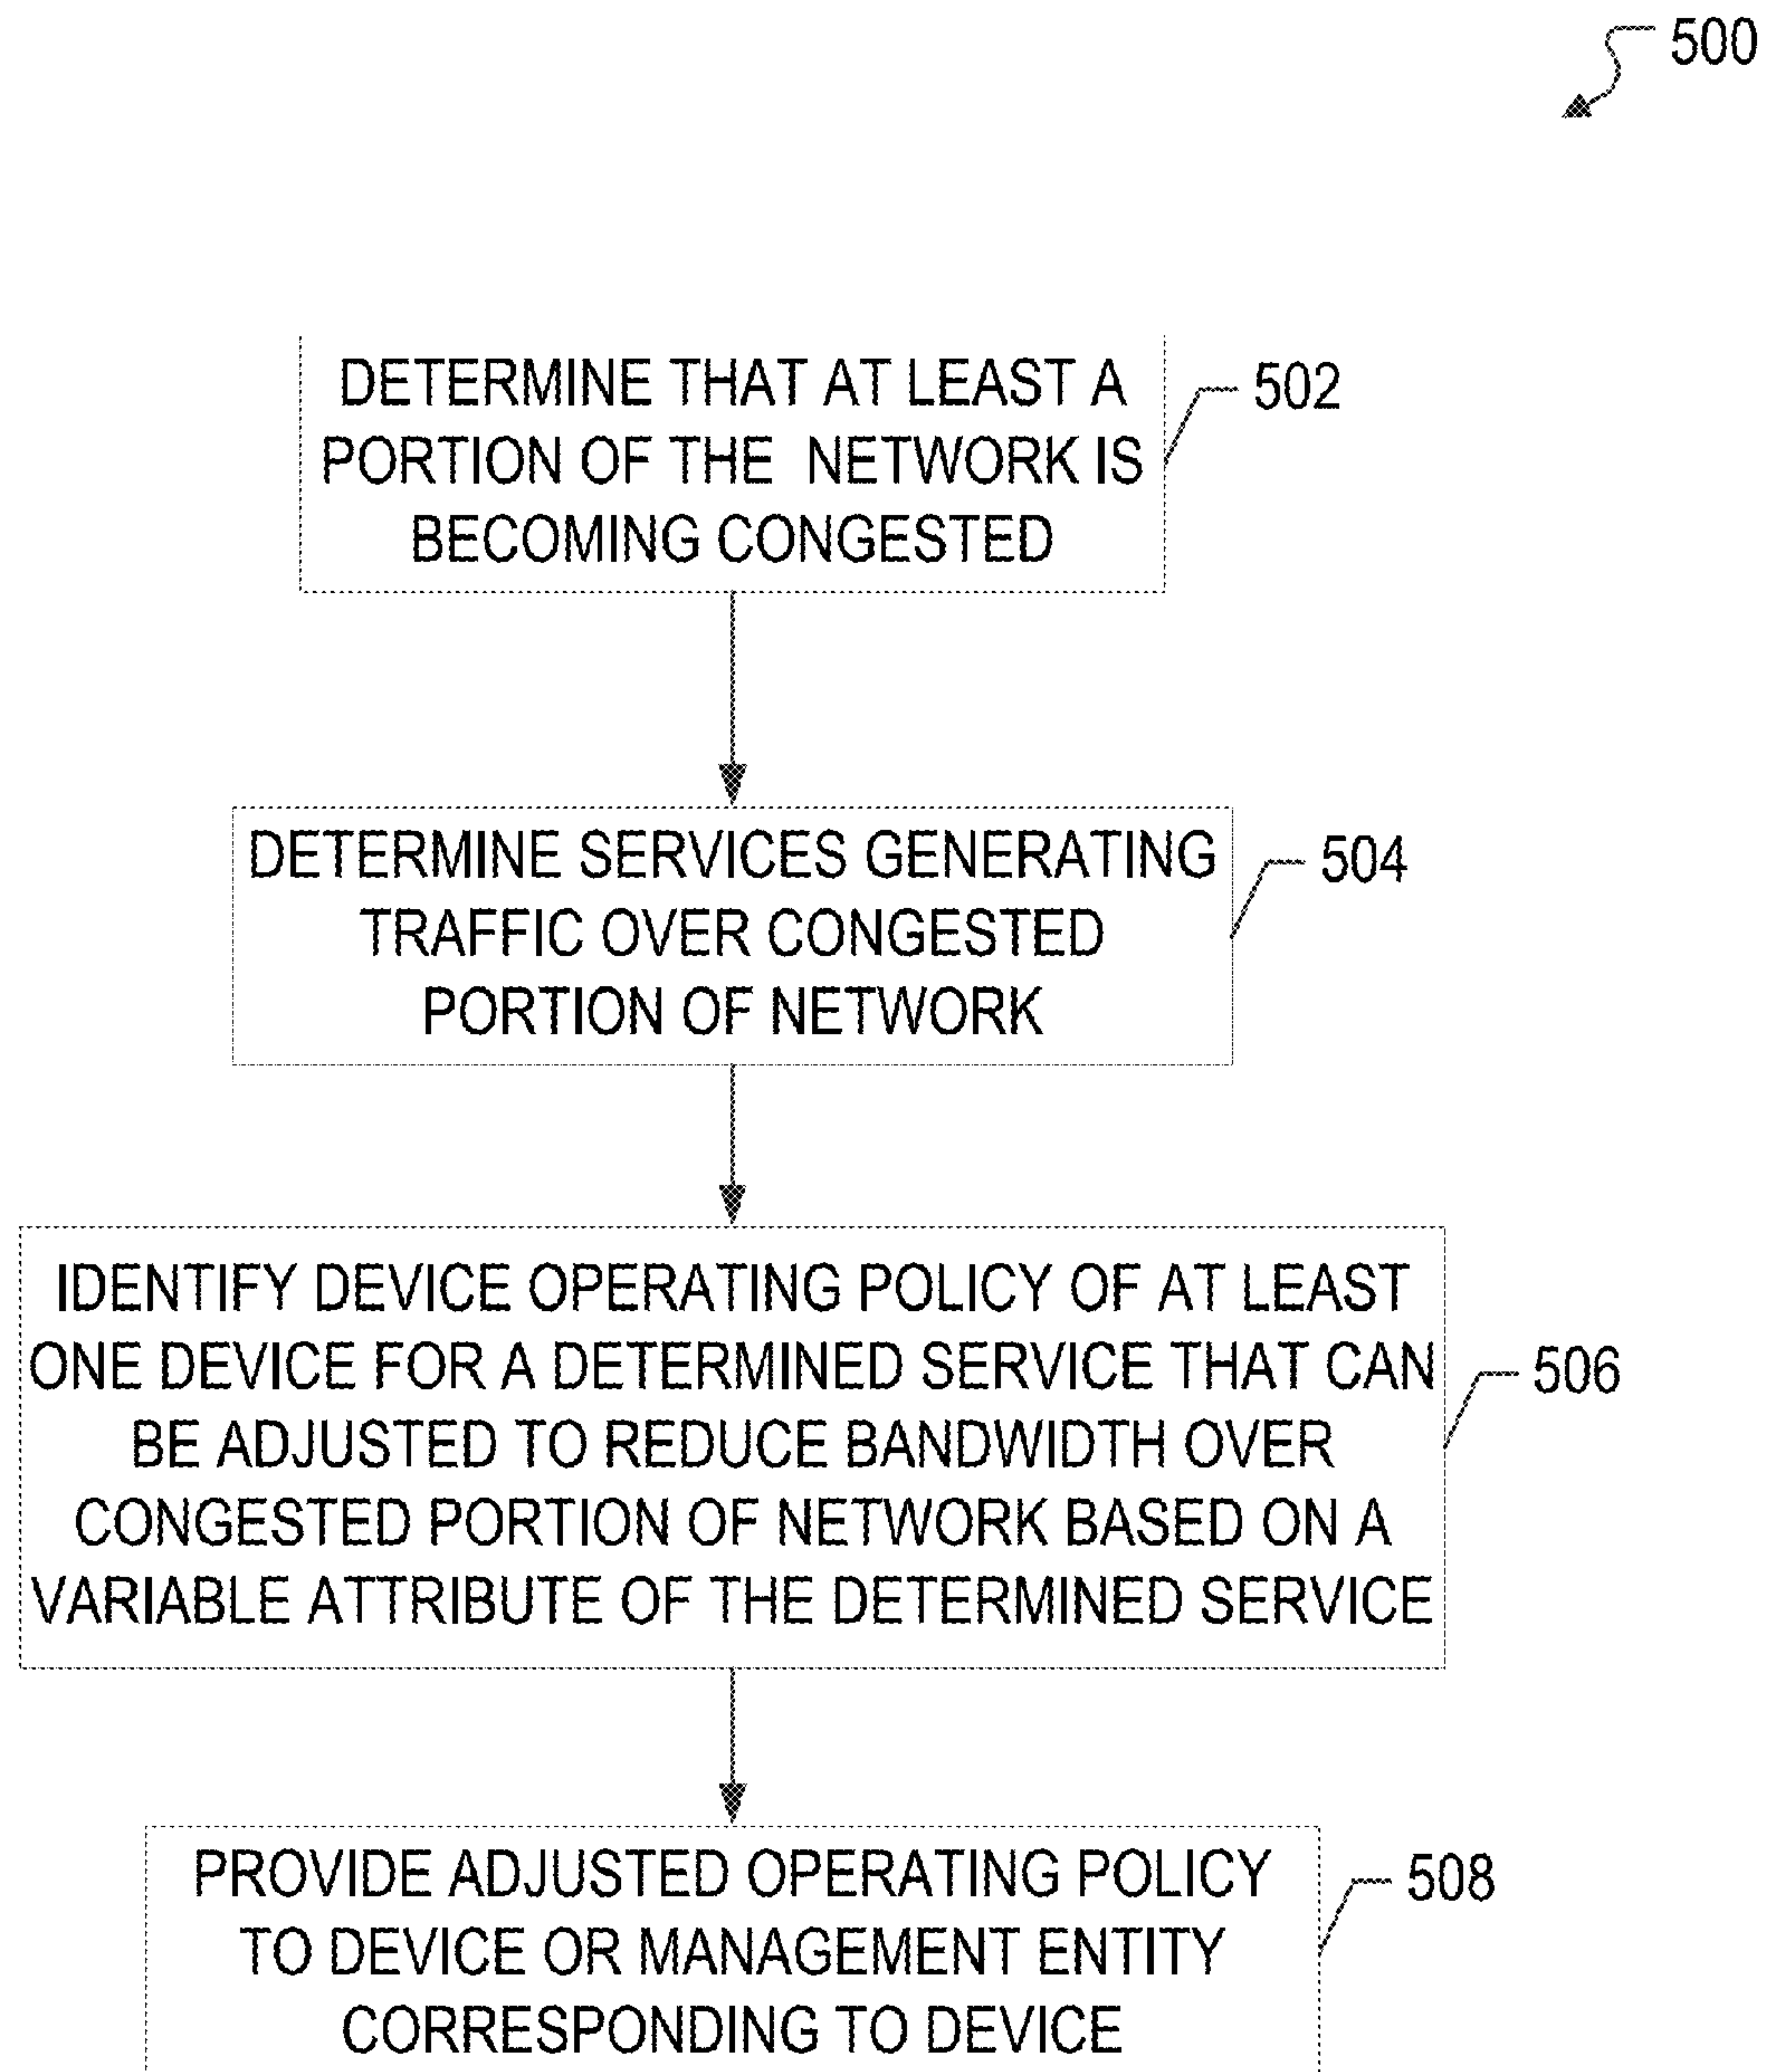 500
DETERMINE THAT AT LEAST A
PORTION OF THE NETWORK IS
BECOMING CONGESTED
502
DETERMINE SERVICES GENERATING
TRAFFIC OVER CONGESTED
PORTION OF NETWORK
504
IDENTIFY DEVICE OPERATING POLICY OF AT LEAST
ONE DEVICE FOR A DETERMINED SERVICE THAT CAN
BE ADJUSTED TO REDUCE BANDWIDTH OVER
CONGESTED PORTION OF NETWORK BASED ON A
VARIABLE ATTRIBUTE OF THE DETERMINED SERVICE
506
PROVIDE ADJUSTED OPERATING POLICY
TO DEVICE OR MANAGEMENT ENTITY
CORRESPONDING TO DEVICE
508